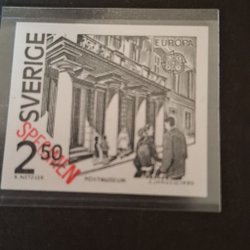 SVERIGE
EUROPA
2 50
SPECIMEN
POSTMUSEUM